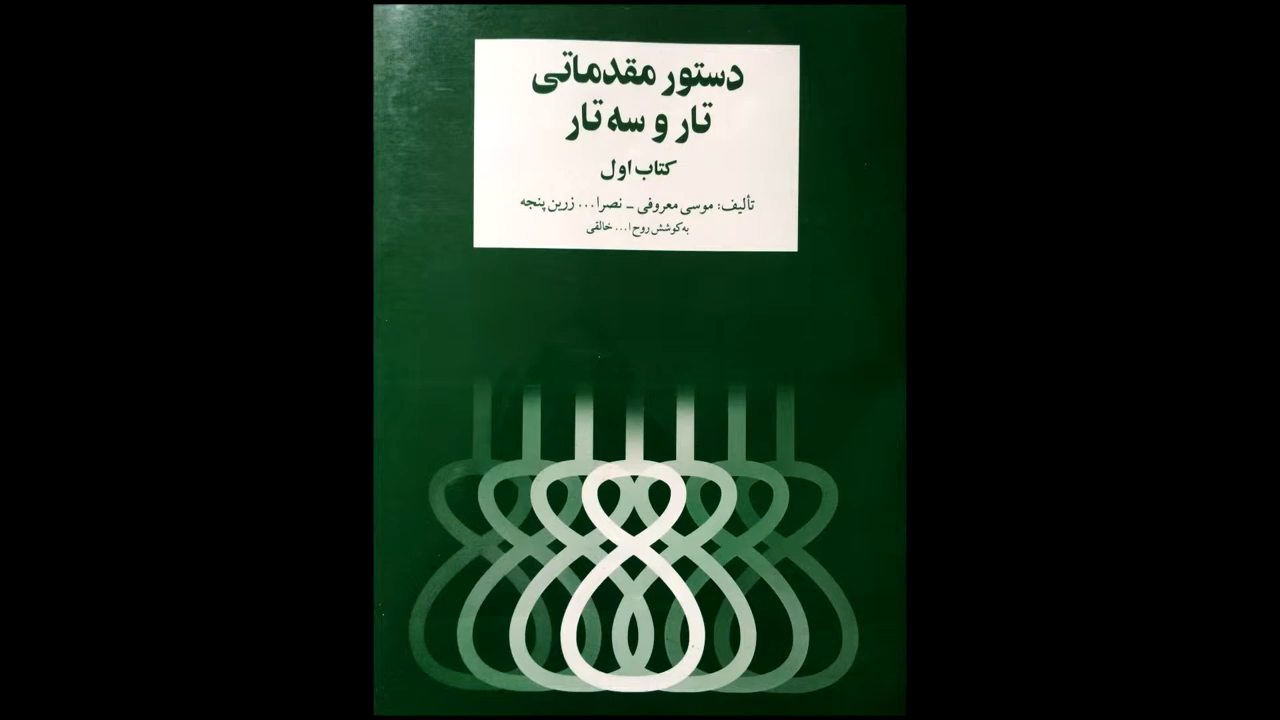 دستور مقدماتی
تار و سه تار
کتاب اول
تألیف: موسی معروفی ـ نصرا... زرین پنجه
به‌کوشش روح ا... خالقی